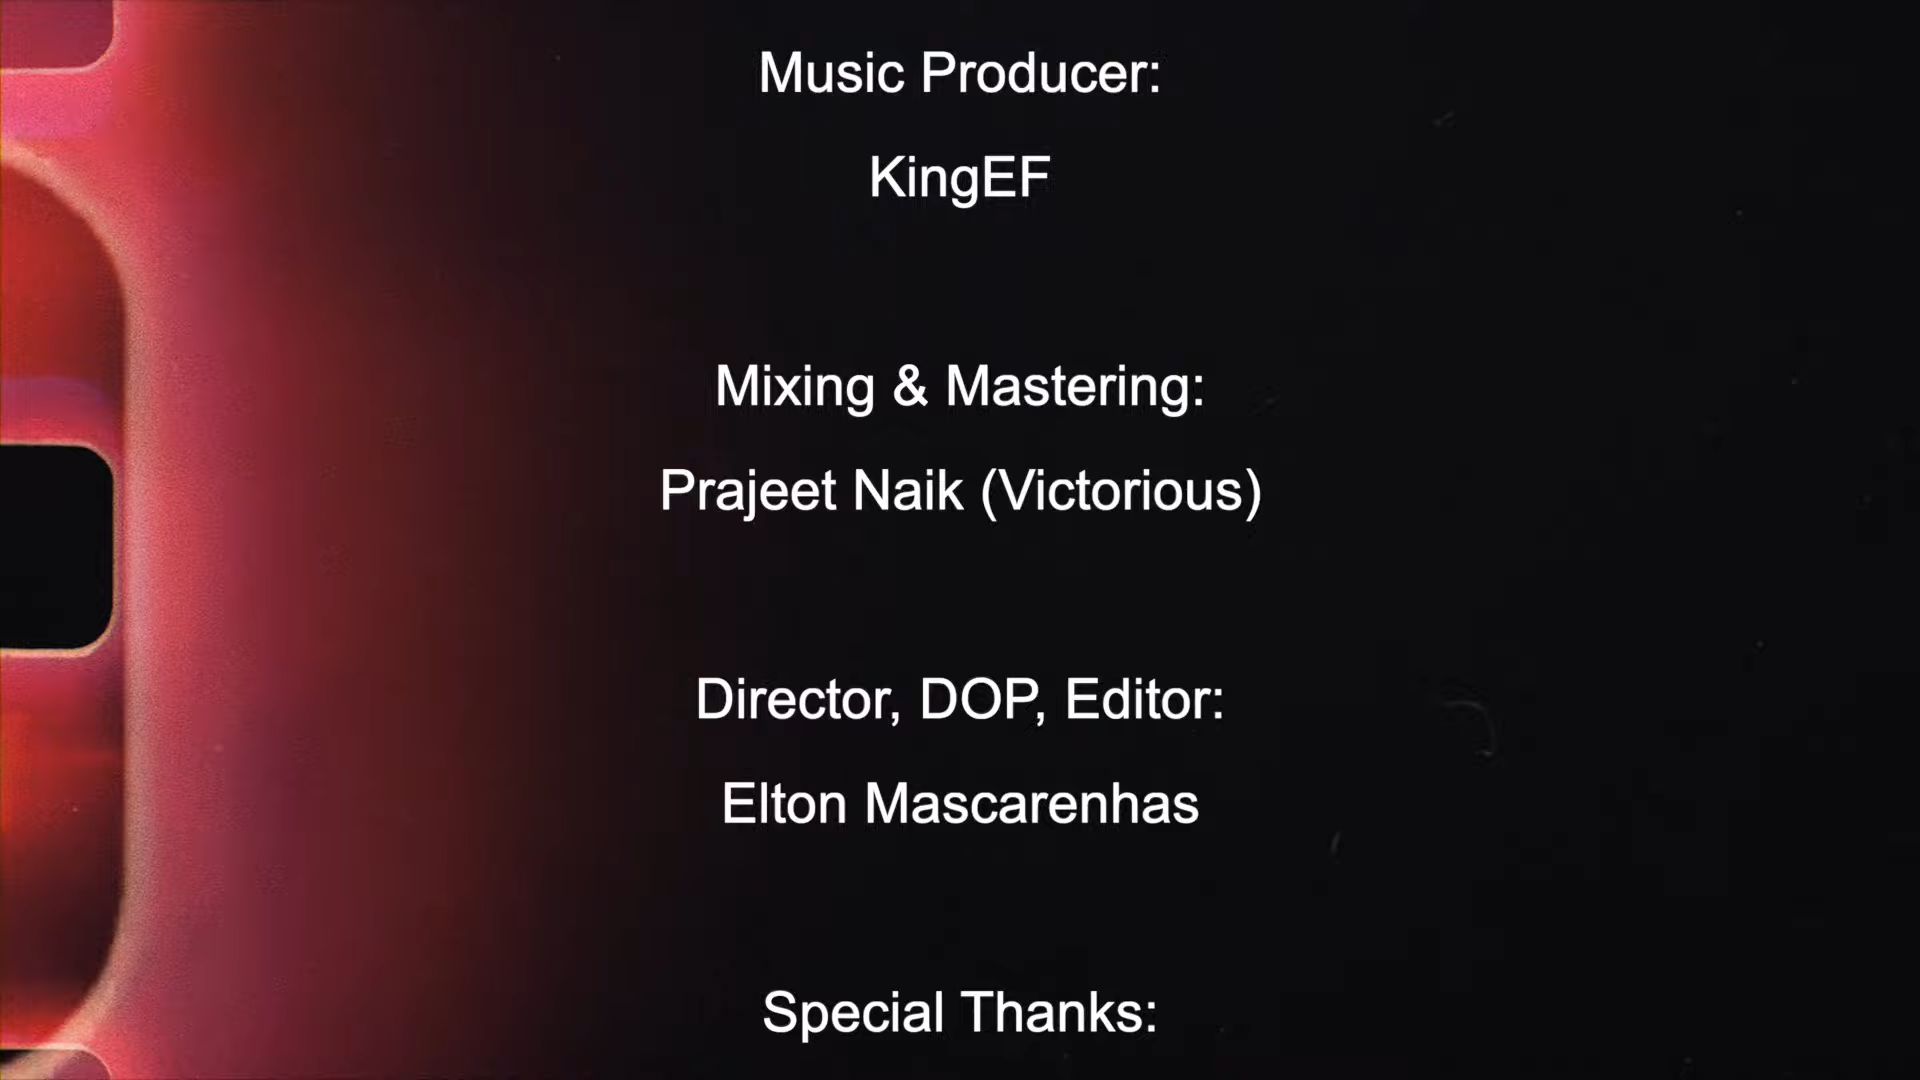 Music Producer:
KingEF
Mixing & Mastering:
Prajeet Naik (Victorious)
Director, DOP, Editor:
Elton Mascarenhas
Special Thanks: